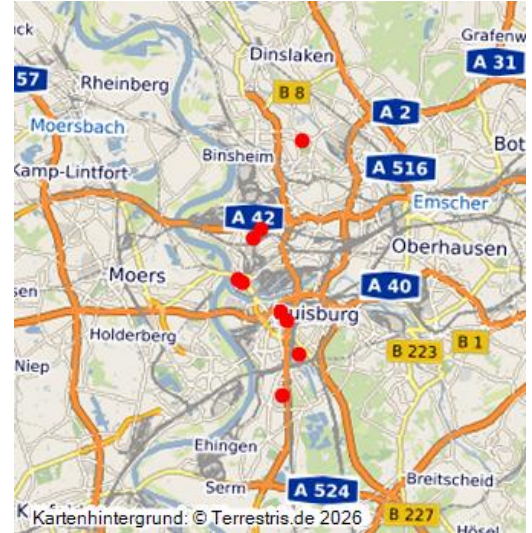 Grafenw
Dinslaken
A 31
57
Rheinberg
B 8
A 2
Moersbach
Bot
Binsheim
A 516
Kamp-Lintfort
Emscher
A 42
Oberhausen
Moers
A 40
sen
uisburg
Holderberg
B 1
B 223
Niep
Ehingen
Breitscheid
Serm
A 524
B 227
Kartenhintergrund: © Terrestris.de 2026
Hösel